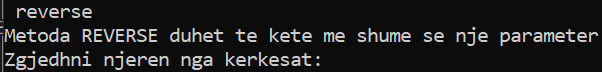 reverse
Metoda REVERSE duhet te kete me shume se nje parameter
Zgjedhni njeren nga kerkesat: